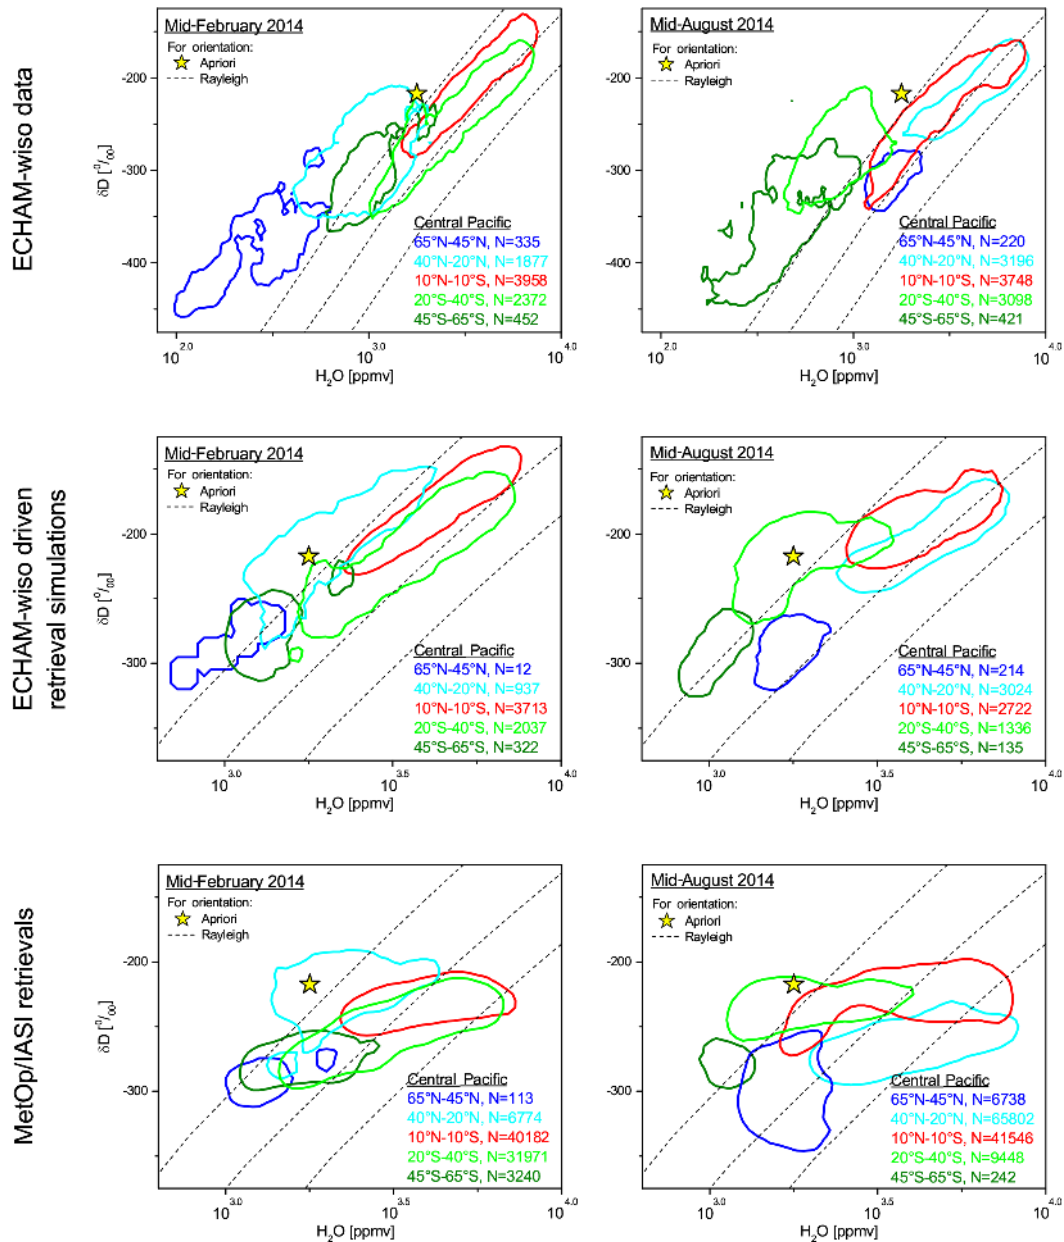 ECHAM-wiso data
Mid-February 2014
For orientation:
Apriori
Rayleigh
δD [⁰/₀₀]
-200
-300
-400
Central Pacific
65°N-45°N, N=335
40°N-20°N, N=1877
10°N-10°S, N=3958
20°S-40°S, N=2372
45°S-65°S, N=452
10^2.0
10^3.0
10^4.0
H₂O [ppmv]
Mid-August 2014
For orientation:
Apriori
Rayleigh
-200
-300
-400
Central Pacific
65°N-45°N, N=220
40°N-20°N, N=3196
10°N-10°S, N=3748
20°S-40°S, N=3098
45°S-65°S, N=421
10^2.0
10^3.0
10^4.0
H₂O [ppmv]
ECHAM-wiso driven
retrieval simulations
Mid-February 2014
For orientation:
Apriori
Rayleigh
δD [⁰/₀₀]
-200
-300
Central Pacific
65°N-45°N, N=12
40°N-20°N, N=937
10°N-10°S, N=3713
20°S-40°S, N=2037
45°S-65°S, N=322
10^3.0
10^3.5
10^4.0
H₂O [ppmv]
Mid-August 2014
For orientation:
Apriori
Rayleigh
-200
-300
Central Pacific
65°N-45°N, N=214
40°N-20°N, N=3024
10°N-10°S, N=2722
20°S-40°S, N=1336
45°S-65°S, N=135
10^3.0
10^3.5
10^4.0
H₂O [ppmv]
MetOp/IASI retrievals
Mid-February 2014
For orientation:
Apriori
Rayleigh
δD [⁰/₀₀]
-200
-300
Central Pacific
65°N-45°N, N=113
40°N-20°N, N=6774
10°N-10°S, N=40182
20°S-40°S, N=31971
45°S-65°S, N=3240
10^3.0
10^3.5
10^4.0
H₂O [ppmv]
Mid-August 2014
For orientation:
Apriori
Rayleigh
-200
-300
Central Pacific
65°N-45°N, N=6738
40°N-20°N, N=65802
10°N-10°S, N=41546
20°S-40°S, N=9448
45°S-65°S, N=242
10^3.0
10^3.5
10^4.0
H₂O [ppmv]